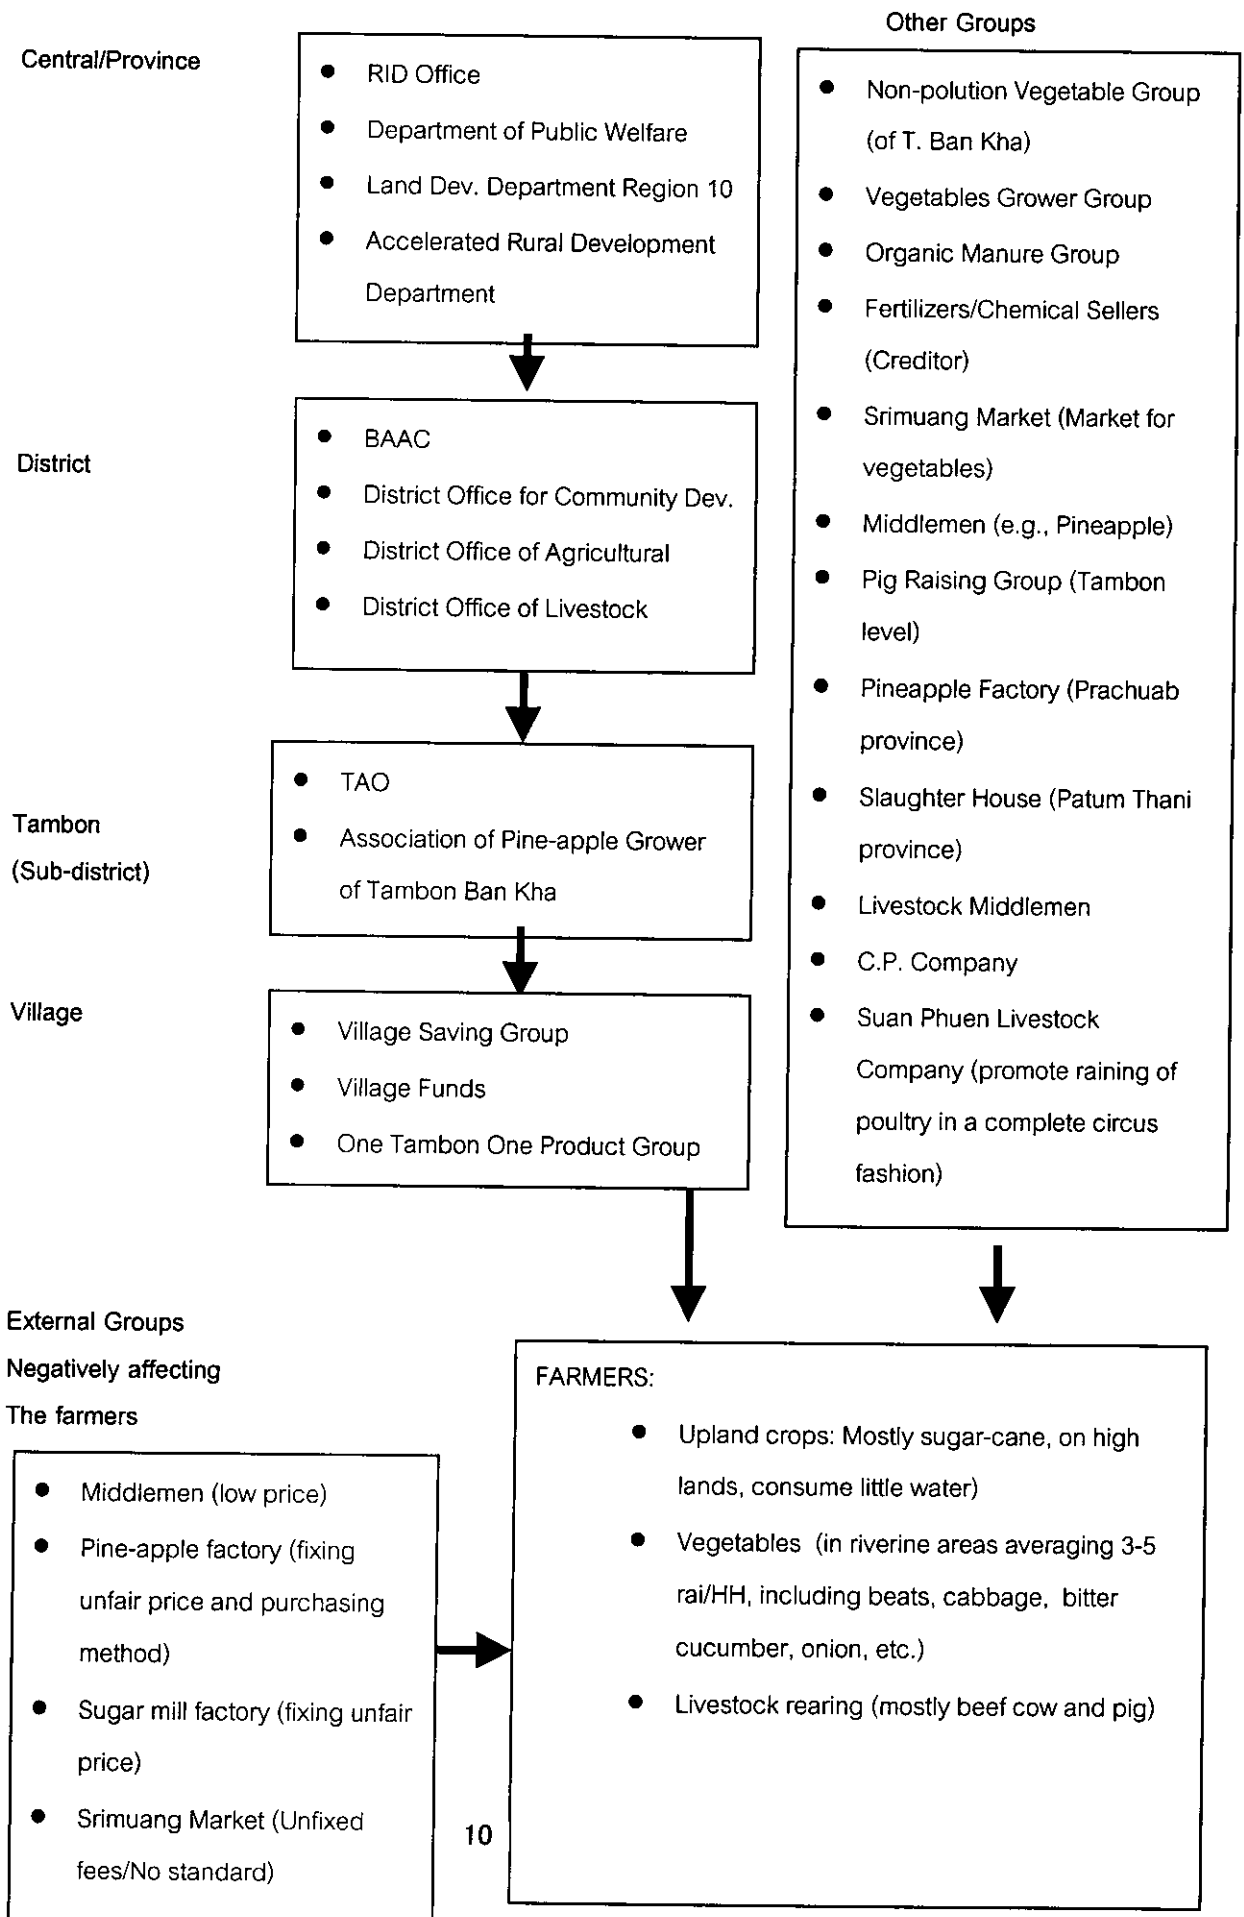 Central/Province
● RID Office
● Department of Public Welfare
● Land Dev. Department Region 10
● Accelerated Rural Development
Department
District
● BAAC
● District Office for Community Dev.
● District Office of Agricultural
● District Office of Livestock
Tambon
(Sub-district)
● TAO
● Association of Pine-apple Grower
of Tambon Ban Kha
Village
● Village Saving Group
● Village Funds
● One Tambon One Product Group
Other Groups
● Non-polution Vegetable Group
(of T. Ban Kha)
● Vegetables Grower Group
● Organic Manure Group
● Fertilizers/Chemical Sellers
(Creditor)
● Srimuang Market (Market for
vegetables)
● Middlemen (e.g., Pineapple)
● Pig Raising Group (Tambon
level)
● Pineapple Factory (Prachuab
province)
● Slaughter House (Patum Thani
province)
● Livestock Middlemen
● C.P. Company
● Suan Phuen Livestock
Company (promote raining of
poultry in a complete circus
fashion)
External Groups
Negatively affecting
The farmers
● Middlemen (low price)
● Pine-apple factory (fixing
unfair price and purchasing
method)
● Sugar mill factory (fixing unfair
price)
● Srimuang Market (Unfixed
fees/No standard)
FARMERS:
● Upland crops: Mostly sugar-cane, on high
lands, consume little water)
● Vegetables (in riverine areas averaging 3-5
rai/HH, including beats, cabbage, bitter
cucumber, onion, etc.)
● Livestock rearing (mostly beef cow and pig)
10